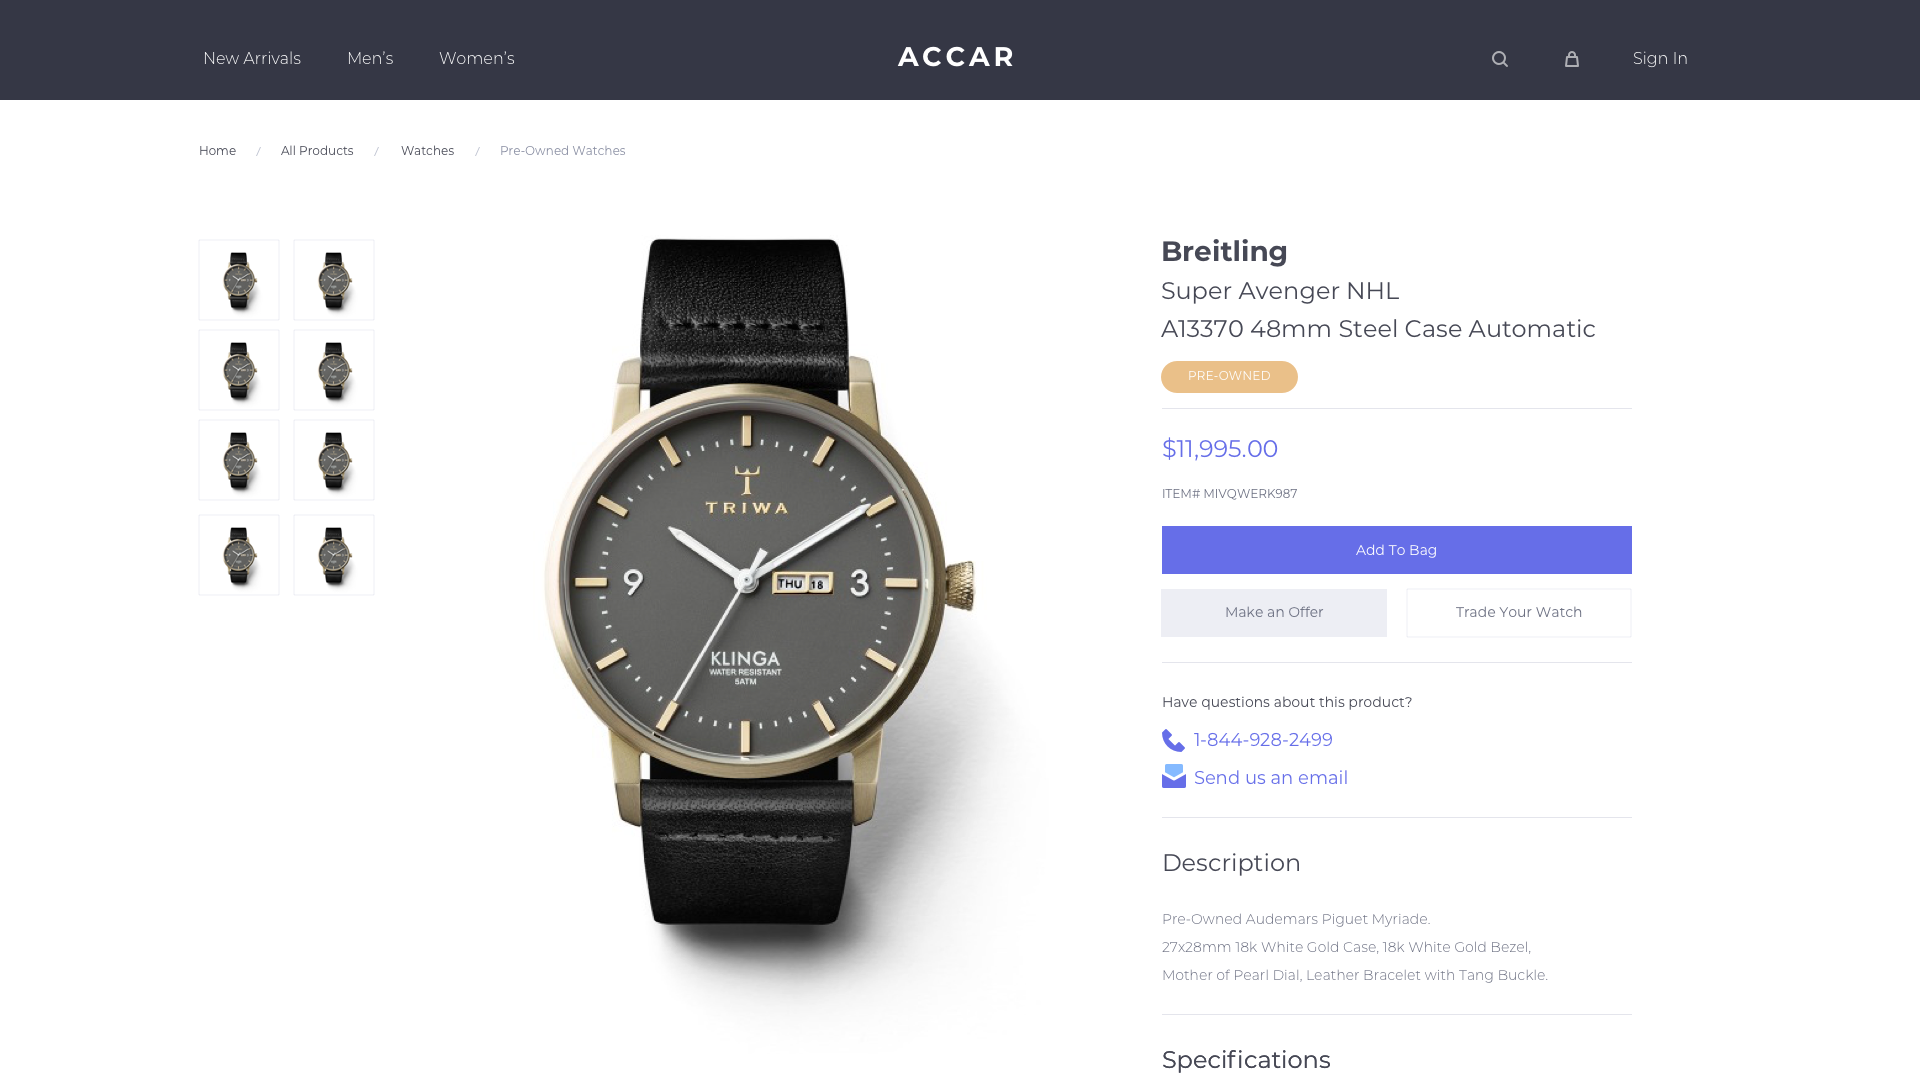 New Arrivals Men's Women's ACCAR Sign In
Home / All Products / Watches / Pre-Owned Watches
Breitling
Super Avenger NHL
A13370 48mm Steel Case Automatic
PRE-OWNED
$11,995.00
ITEM# MIVQWERK987
Add To Bag
Make an Offer Trade Your Watch
Have questions about this product?
1-844-928-2499
Send us an email
Description
Pre-Owned Audemars Piguet Myriade.
27x28mm 18k White Gold Case, 18k White Gold Bezel,
Mother of Pearl Dial, Leather Bracelet with Tang Buckle.
Specifications
TRIWA
9 THU 18 3
KLINGA
WATER RESISTANT
5ATM